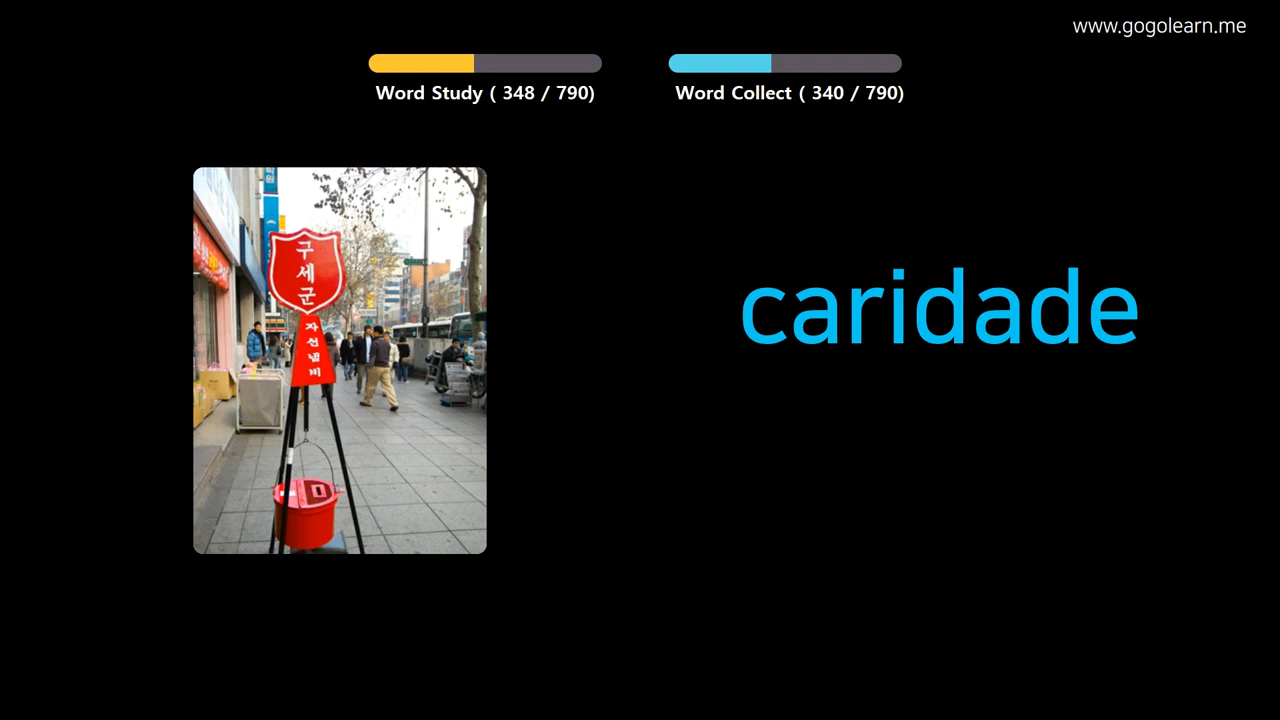 www.gogolearn.me
Word Study ( 348 / 790)
Word Collect ( 340 / 790)
구
세
군
자
선
냄
비
caridade